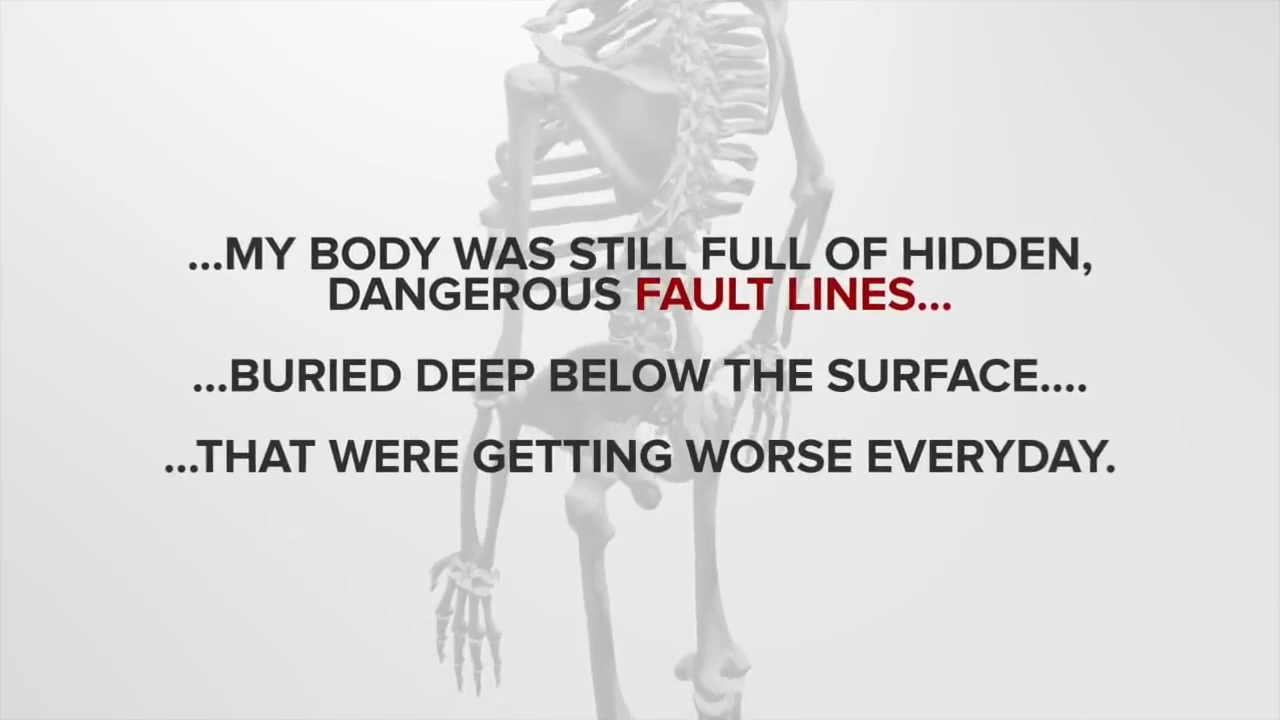 ...MY BODY WAS STILL FULL OF HIDDEN,
DANGEROUS FAULT LINES...
...BURIED DEEP BELOW THE SURFACE....
...THAT WERE GETTING WORSE EVERYDAY.